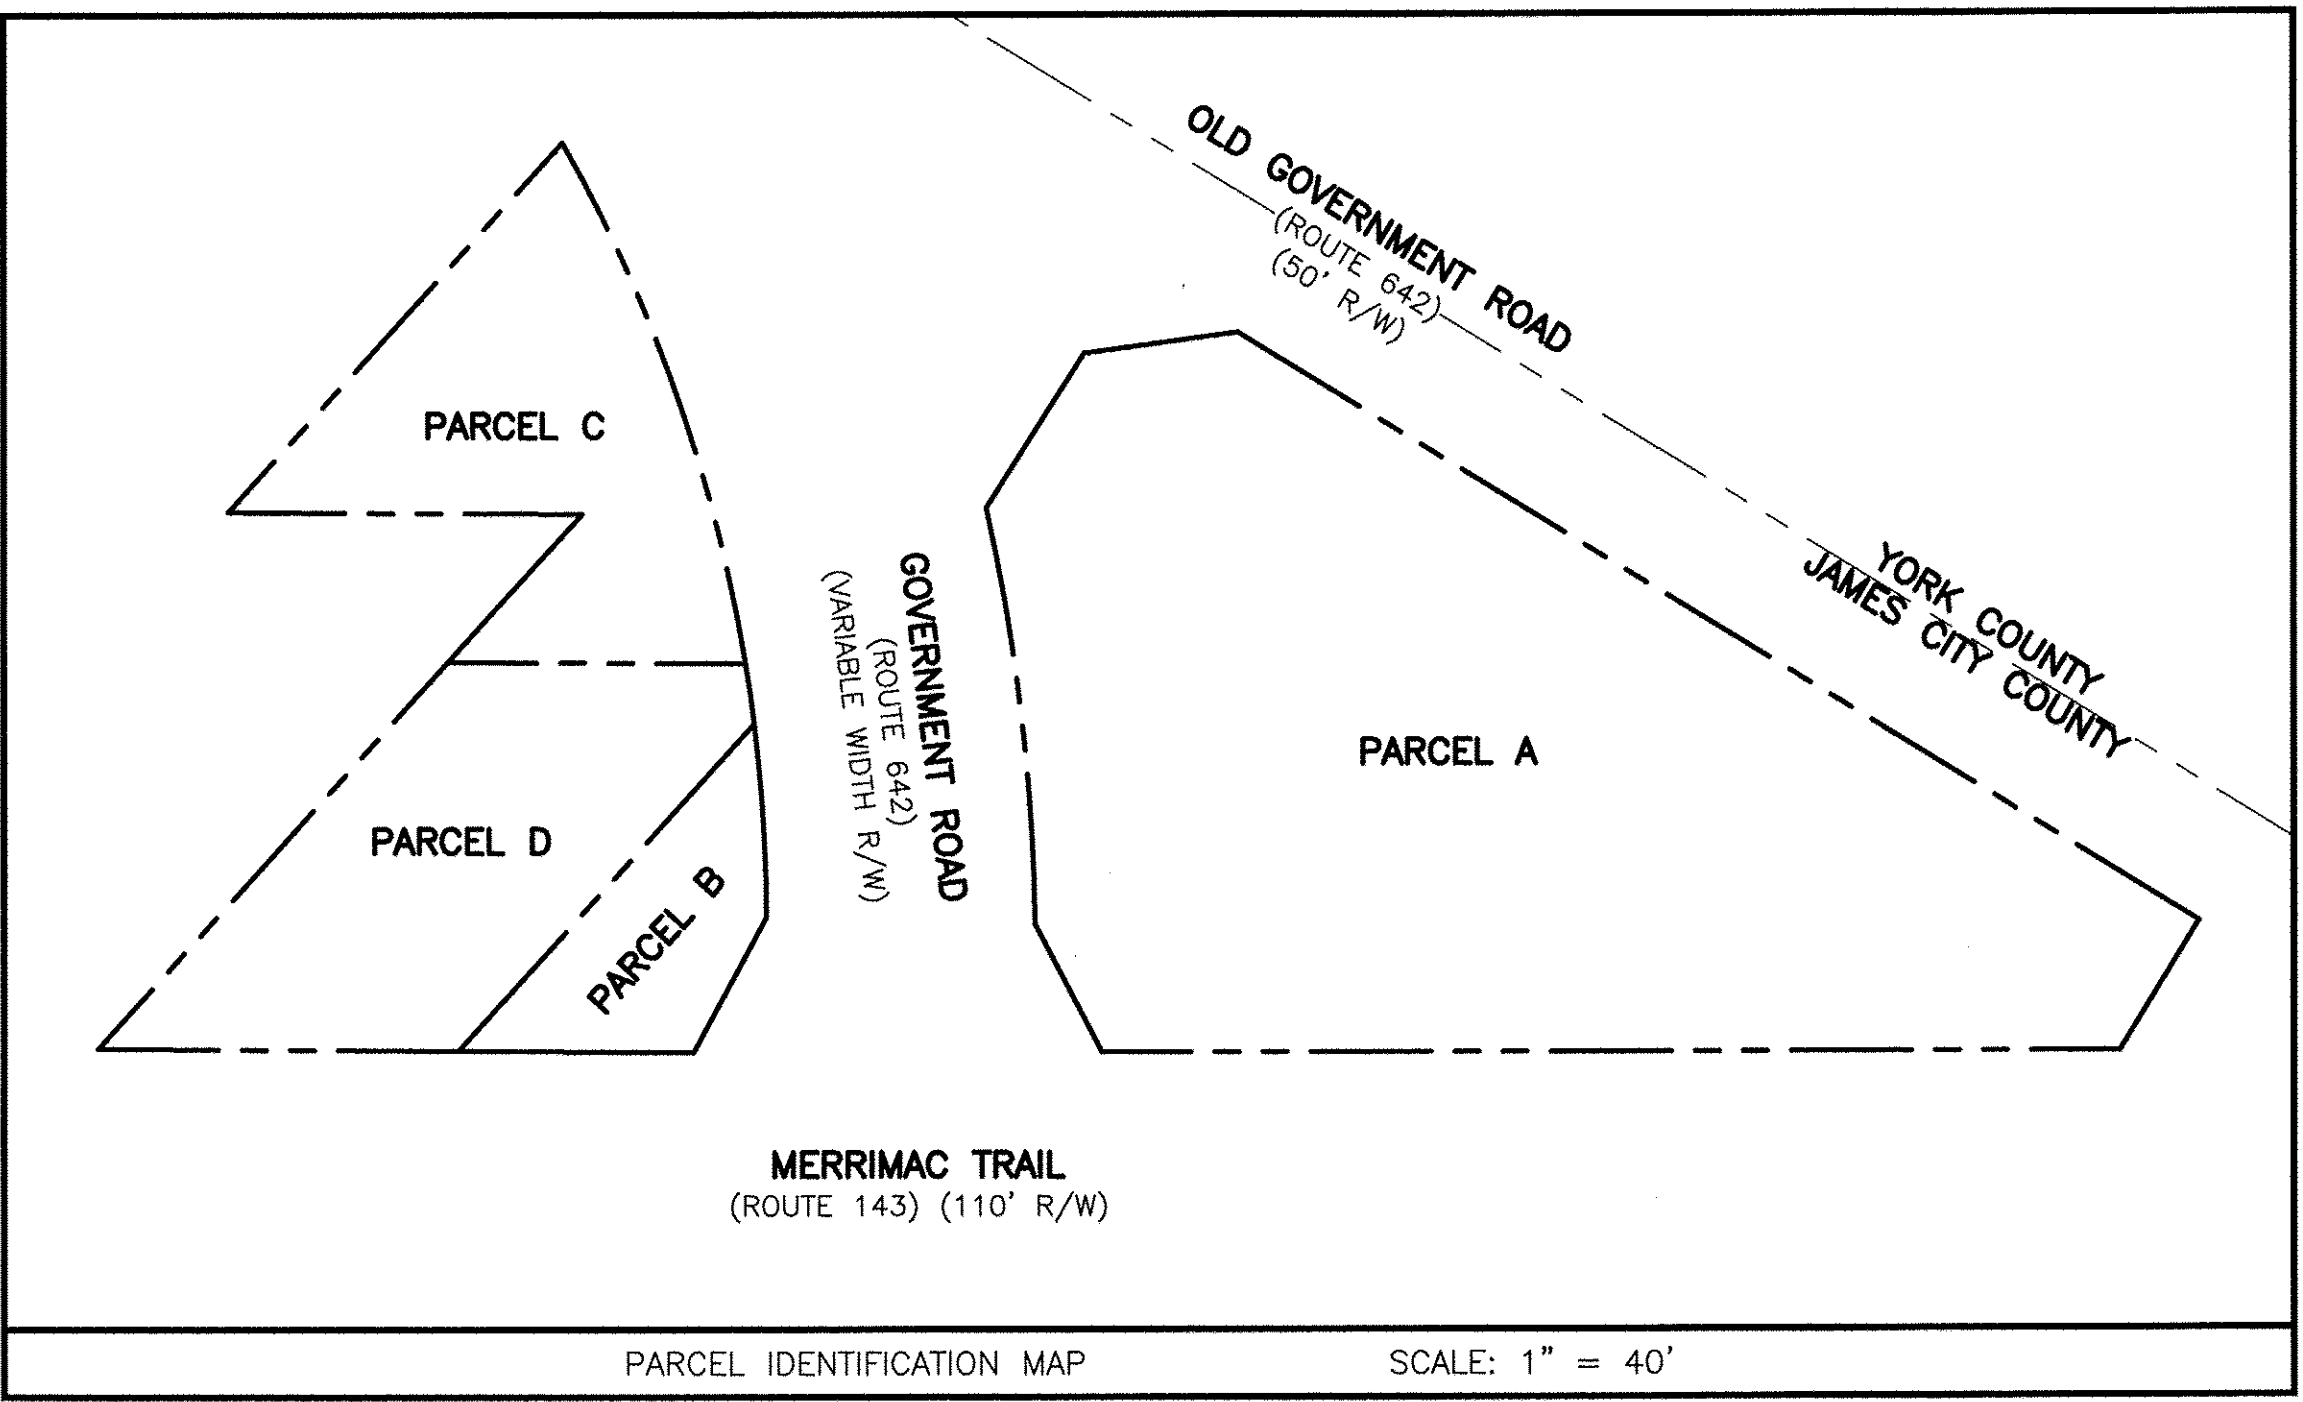 OLD GOVERNMENT ROAD
(ROUTE 642)
(50' R/W)
PARCEL C
GOVERNMENT ROAD
(ROUTE 642)
(VARIABLE WIDTH R/W)
YORK COUNTY
JAMES CITY COUNTY
PARCEL A
PARCEL D
PARCEL B
MERRIMAC TRAIL
(ROUTE 143) (110' R/W)
PARCEL IDENTIFICATION MAP
SCALE: 1" = 40'